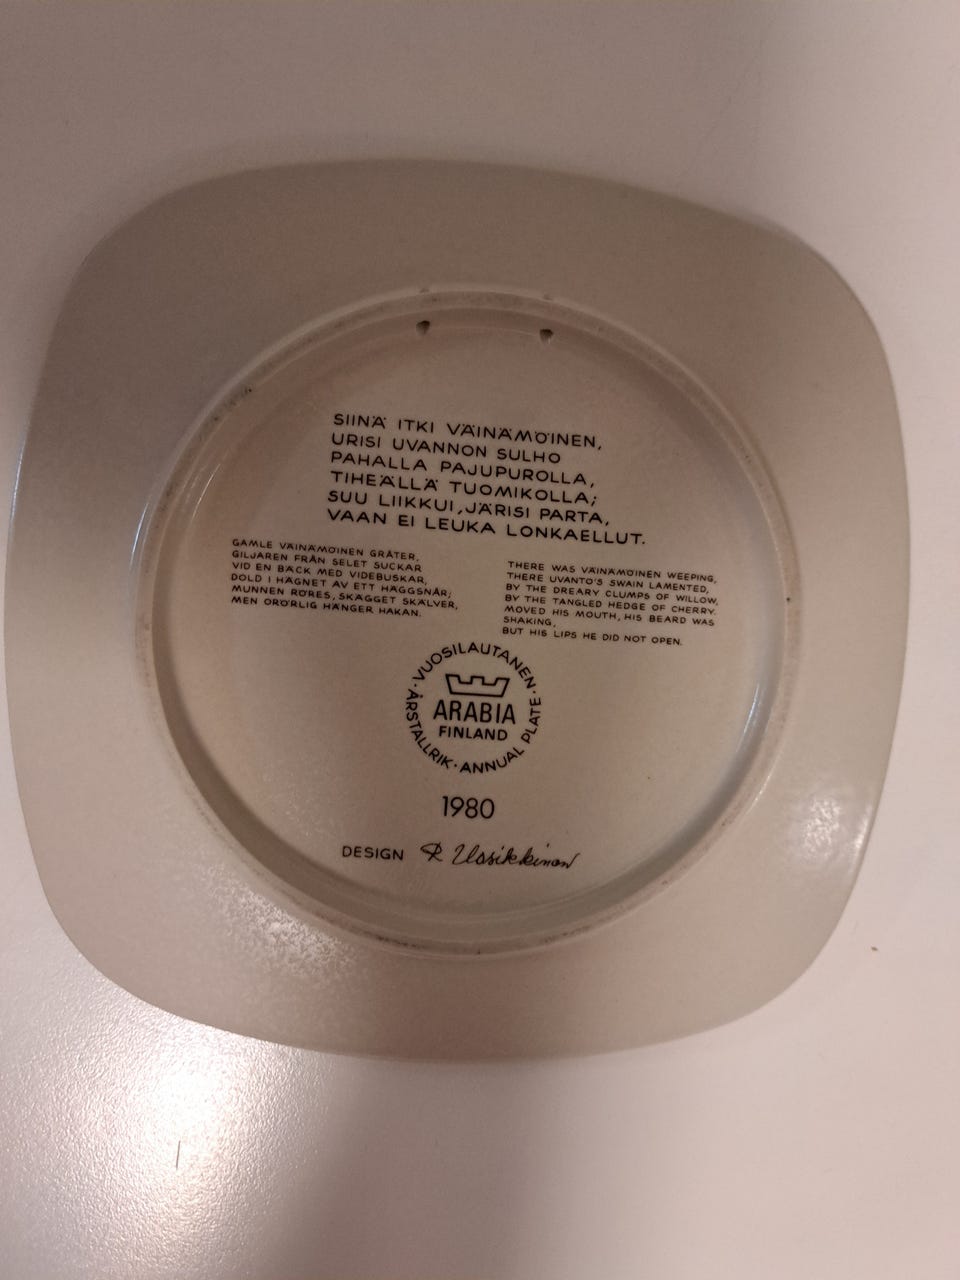 SIINÄ ITKI VÄINÄMÖINEN,
URISI UVANNON SULHO
PAHALLA PAJUPUROLLA,
TIHEÄLLÄ TUOMIKOLLA;
SUU LIIKKUI, JÄRISI PARTA,
VAAN EI LEUKA LONKAELLUT.
GAMLE VÄINÄMÖINEN GRÅTER,
GILJAREN FRÅN SELET SUCKAR
VID EN BÄCK MED VIDEBUSKAR,
DOLD I HÄGNET AV ETT HÄGGSNÅR;
MUNNEN RÖRES, SKÄGGET SKÄLVER,
MEN ORÖRLIG HÄNGER HAKAN.
THERE WAS VÄINÄMÖINEN WEEPING,
THERE UVANTO'S SWAIN LAMENTED,
BY THE DREARY CLUMPS OF WILLOW,
BY THE TANGLED HEDGE OF CHERRY.
MOVED HIS MOUTH, HIS BEARD WAS
SHAKING,
BUT HIS LIPS HE DID NOT OPEN.
·VUOSILAUTANEN·
ÅRSTALLRIK·ANNUAL PLATE
ARABIA
FINLAND
1980
DESIGN R Uosikkinen